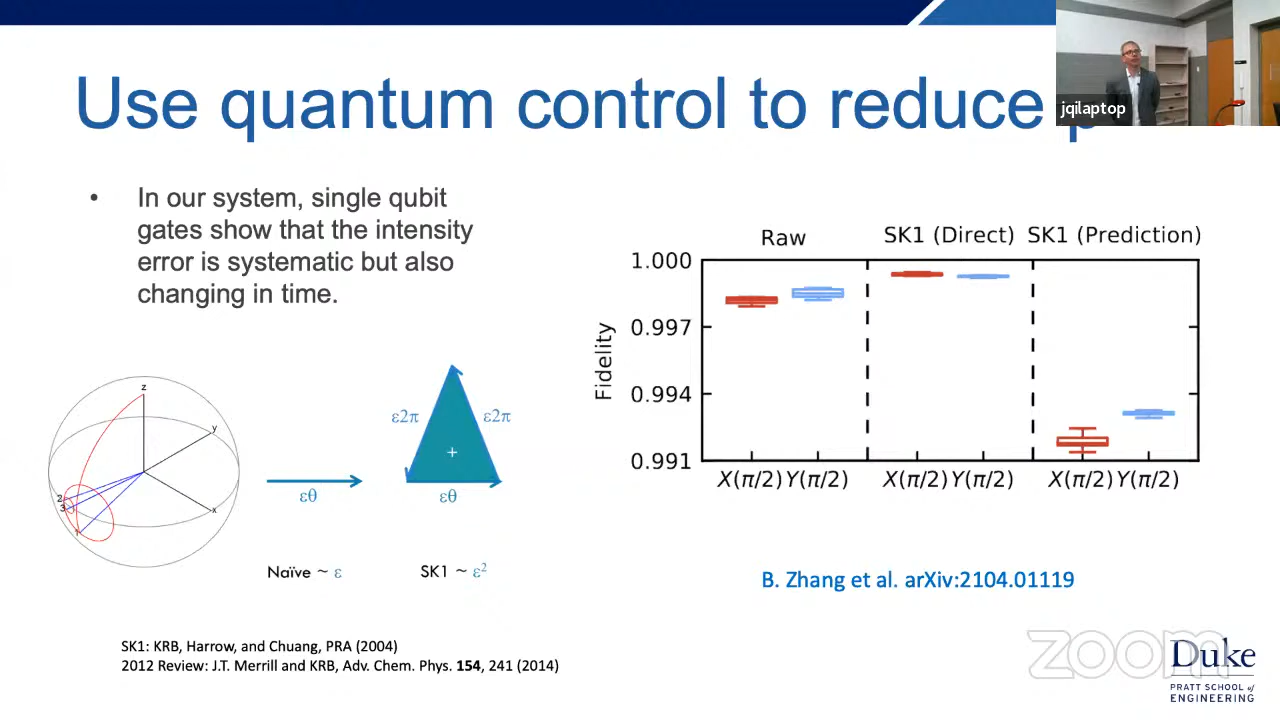 Use quantum control to reduce
jqilaptop
• In our system, single qubit
gates show that the intensity
error is systematic but also
changing in time.
Raw
SK1 (Direct)
SK1 (Prediction)
1.000
0.997
0.994
0.991
Fidelity
X(π/2) Y(π/2)
X(π/2) Y(π/2)
X(π/2) Y(π/2)
z
y
x
2
3
1
εθ
ε2π
ε2π
+
εθ
Naïve ~ ε
SK1 ~ ε²
B. Zhang et al. arXiv:2104.01119
SK1: KRB, Harrow, and Chuang, PRA (2004)
2012 Review: J.T. Merrill and KRB, Adv. Chem. Phys. 154, 241 (2014)
zoom
Duke
PRATT SCHOOL of
ENGINEERING